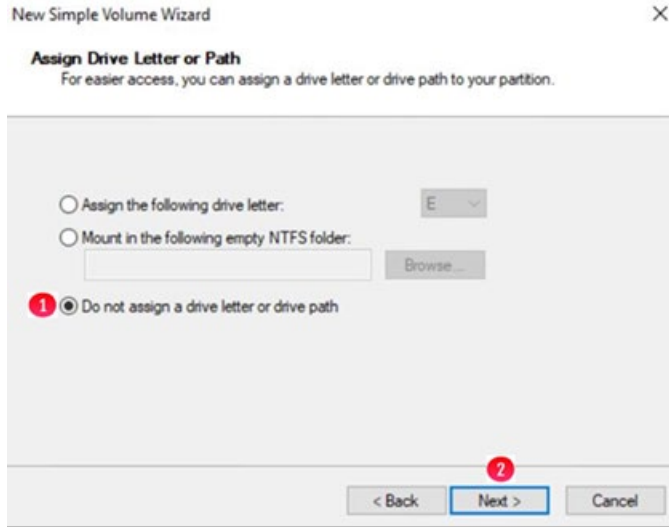 New Simple Volume Wizard
Assign Drive Letter or Path
For easier access, you can assign a drive letter or drive path to your partition.
Assign the following drive letter: E
Mount in the following empty NTFS folder:
Browse...
1 Do not assign a drive letter or drive path
2
< Back Next > Cancel